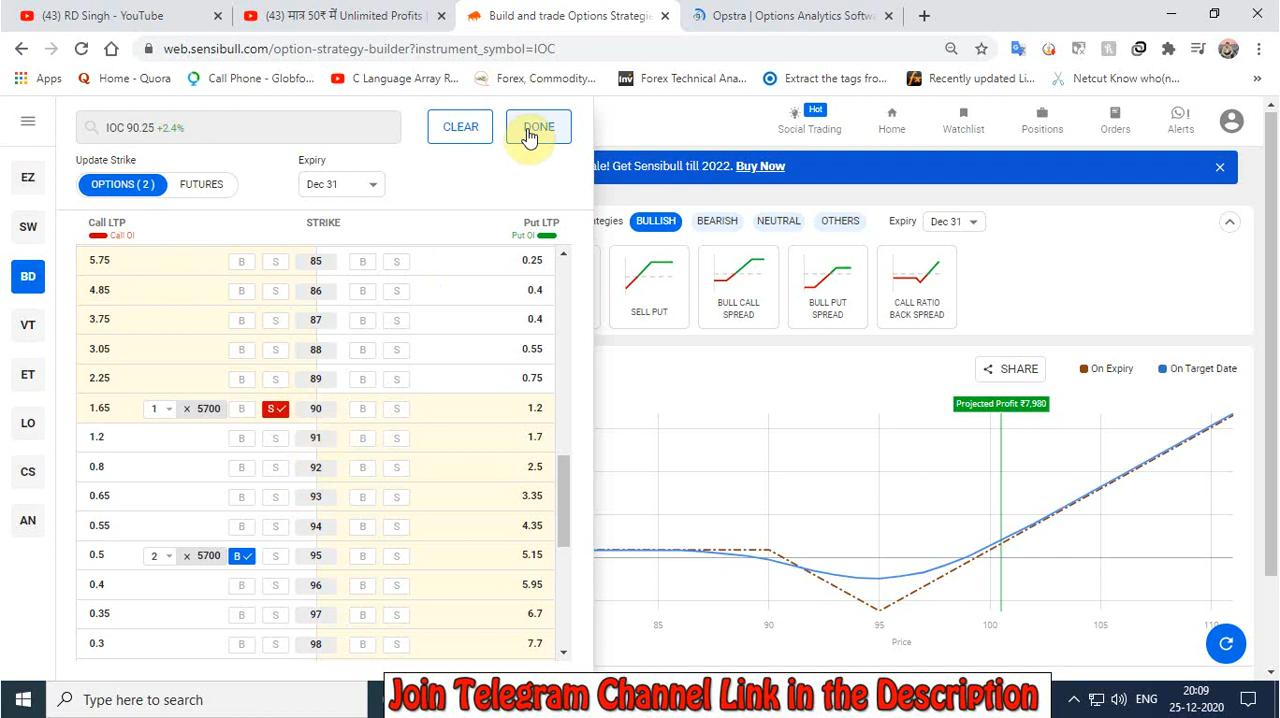 (43) RD Singh - YouTube
(43) मात्र 50₹ में Unlimited Profits |
Build and trade Options Strategi
Opstra | Options Analytics Softw
web.sensibull.com/option-strategy-builder?instrument_symbol=IOC
Apps
Home - Quora
Call Phone - Globfo...
C Language Array R...
Forex, Commodity...
Forex Technical Ana...
Extract the tags from
Recently updated Li...
Netcut Know who(n...
IOC 90.25 +2.4%
CLEAR
DONE
Hot
Social Trading
Home
Watchlist
Positions
Orders
Alerts
Update Strike
Expiry
OPTIONS ( 2 )
FUTURES
Dec 31
ale! Get Sensibull till 2022. Buy Now
EZ
SW
BD
VT
ET
LO
CS
AN
tegies
BULLISH
BEARISH
NEUTRAL
OTHERS
Expiry
Dec 31
Call LTP
STRIKE
Put LTP
Call OI
Put OI
5.75 B S 85 B S 0.25
4.85 B S 86 B S 0.4
3.75 B S 87 B S 0.4
3.05 B S 88 B S 0.55
2.25 B S 89 B S 0.75
1.65 1 x 5700 B S 90 B S 1.2
1.2 B S 91 B S 1.7
0.8 B S 92 B S 2.5
0.65 B S 93 B S 3.35
0.55 B S 94 B S 4.35
0.5 2 x 5700 B S 95 B S 5.15
0.4 B S 96 B S 5.95
0.35 B S 97 B S 6.7
0.3 B S 98 B S 7.7
SELL PUT
BULL CALL
SPREAD
BULL PUT
SPREAD
CALL RATIO
BACK SPREAD
SHARE
On Expiry
On Target Date
Projected Profit ₹7,980
85
90
95
100
105
110
Price
Join Telegram Channel Link in the Description
Type here to search
ENG
20:09
25-12-2020